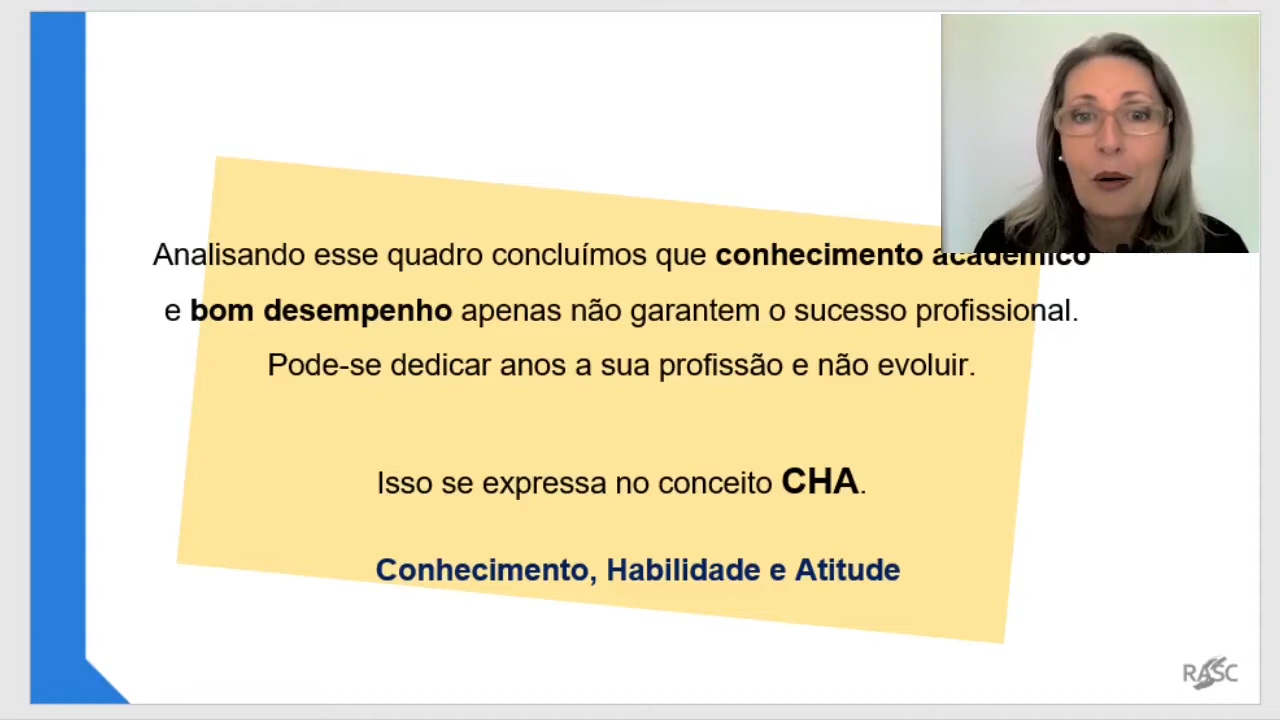 Analisando esse quadro concluímos que conhecimento acadêmico
e bom desempenho apenas não garantem o sucesso profissional.
Pode-se dedicar anos a sua profissão e não evoluir.
Isso se expressa no conceito CHA.
Conhecimento, Habilidade e Atitude
RASC